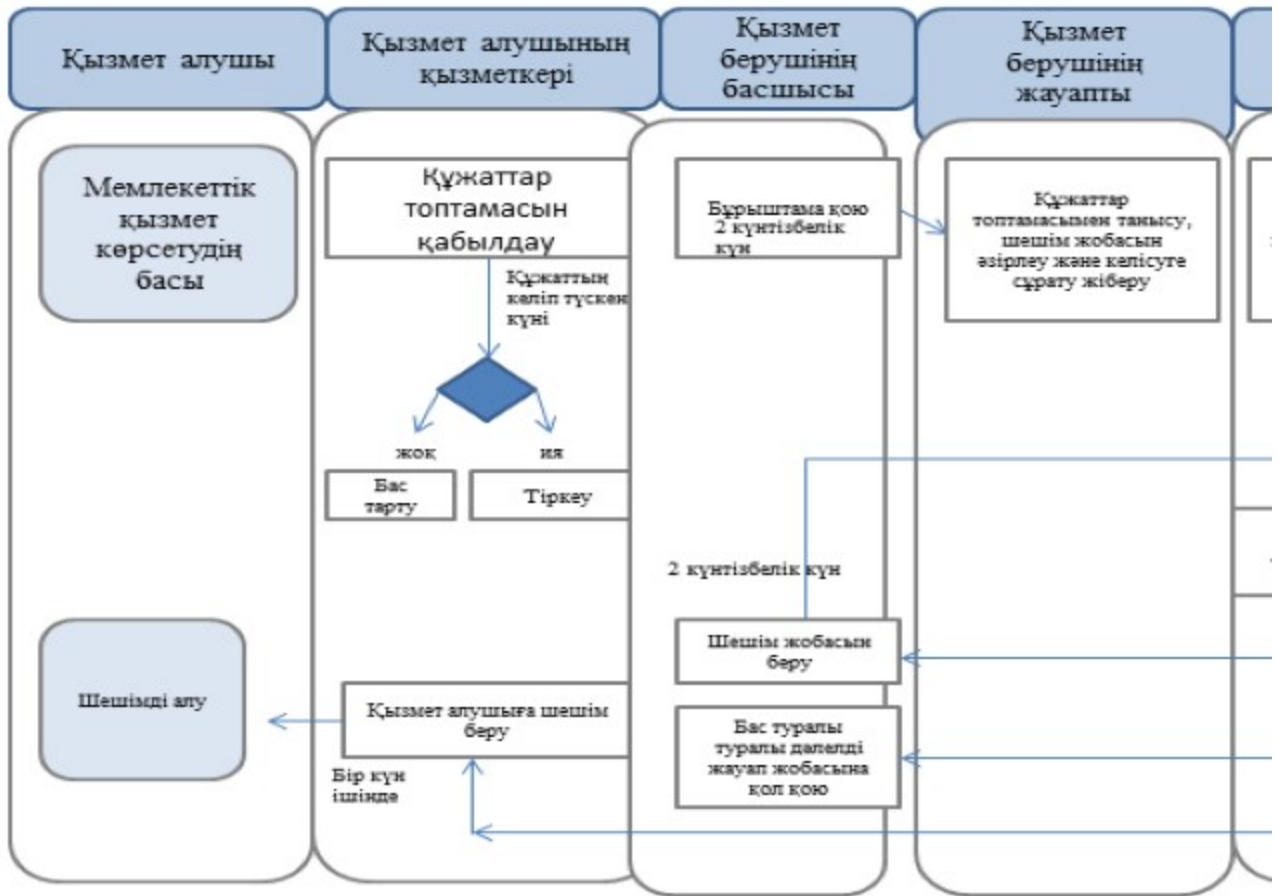 Қызмет алушы
Қызмет алушының
қызметкері
Қызмет
берушінің
басшысы
Қызмет
берушінің
жауапты
Мемлекеттік
қызмет
көрсетудің
басы
Құжаттар
топтамасын
қабылдау
Бұрыштама қою
2 күнтізбелік
күн
Құжаттар
топтамасымен танысу,
шешім жобасын
әзірлеу және келісуге
сұрату жіберу
Құжаттың
келіп түскен
күні
жоқ
ия
Бас
тарту
Тіркеу
2 күнтізбелік күн
Шешім жобасын
беру
Шешімді алу
Қызмет алушыға шешім
беру
Бас туралы
туралы дәлелді
жауап жобасына
қол қою
Бір күн
ішінде